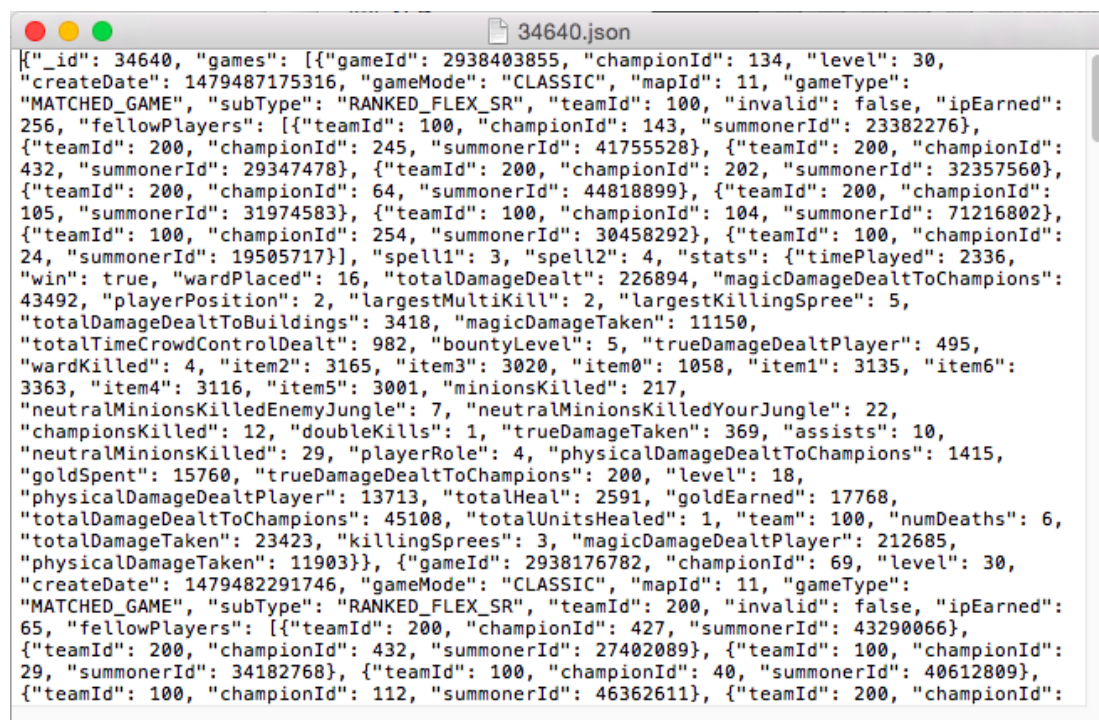 34640.json
{"_id": 34640, "games": [{"gameId": 2938403855, "championId": 134, "level": 30,
"createDate": 1479487175316, "gameMode": "CLASSIC", "mapId": 11, "gameType":
"MATCHED_GAME", "subType": "RANKED_FLEX_SR", "teamId": 100, "invalid": false, "ipEarned":
256, "fellowPlayers": [{"teamId": 100, "championId": 143, "summonerId": 23382276},
{"teamId": 200, "championId": 245, "summonerId": 41755528}, {"teamId": 200, "championId":
432, "summonerId": 29347478}, {"teamId": 200, "championId": 202, "summonerId": 32357560},
{"teamId": 200, "championId": 64, "summonerId": 44818899}, {"teamId": 200, "championId":
105, "summonerId": 31974583}, {"teamId": 100, "championId": 104, "summonerId": 71216802},
{"teamId": 100, "championId": 254, "summonerId": 30458292}, {"teamId": 100, "championId":
24, "summonerId": 19505717}], "spell1": 3, "spell2": 4, "stats": {"timePlayed": 2336,
"win": true, "wardPlaced": 16, "totalDamageDealt": 226894, "magicDamageDealtToChampions":
43492, "playerPosition": 2, "largestMultiKill": 2, "largestKillingSpree": 5,
"totalDamageDealtToBuildings": 3418, "magicDamageTaken": 11150,
"totalTimeCrowdControlDealt": 982, "bountyLevel": 5, "trueDamageDealtPlayer": 495,
"wardKilled": 4, "item2": 3165, "item3": 3020, "item0": 1058, "item1": 3135, "item6":
3363, "item4": 3116, "item5": 3001, "minionsKilled": 217,
"neutralMinionsKilledEnemyJungle": 7, "neutralMinionsKilledYourJungle": 22,
"championsKilled": 12, "doubleKills": 1, "trueDamageTaken": 369, "assists": 10,
"neutralMinionsKilled": 29, "playerRole": 4, "physicalDamageDealtToChampions": 1415,
"goldSpent": 15760, "trueDamageDealtToChampions": 200, "level": 18,
"physicalDamageDealtPlayer": 13713, "totalHeal": 2591, "goldEarned": 17768,
"totalDamageDealtToChampions": 45108, "totalUnitsHealed": 1, "team": 100, "numDeaths": 6,
"totalDamageTaken": 23423, "killingSprees": 3, "magicDamageDealtPlayer": 212685,
"physicalDamageTaken": 11903}}, {"gameId": 2938176782, "championId": 69, "level": 30,
"createDate": 1479482291746, "gameMode": "CLASSIC", "mapId": 11, "gameType":
"MATCHED_GAME", "subType": "RANKED_FLEX_SR", "teamId": 200, "invalid": false, "ipEarned":
65, "fellowPlayers": [{"teamId": 200, "championId": 427, "summonerId": 43290066},
{"teamId": 200, "championId": 432, "summonerId": 27402089}, {"teamId": 100, "championId":
29, "summonerId": 34182768}, {"teamId": 100, "championId": 40, "summonerId": 40612809},
{"teamId": 100, "championId": 112, "summonerId": 46362611}, {"teamId": 200, "championId":